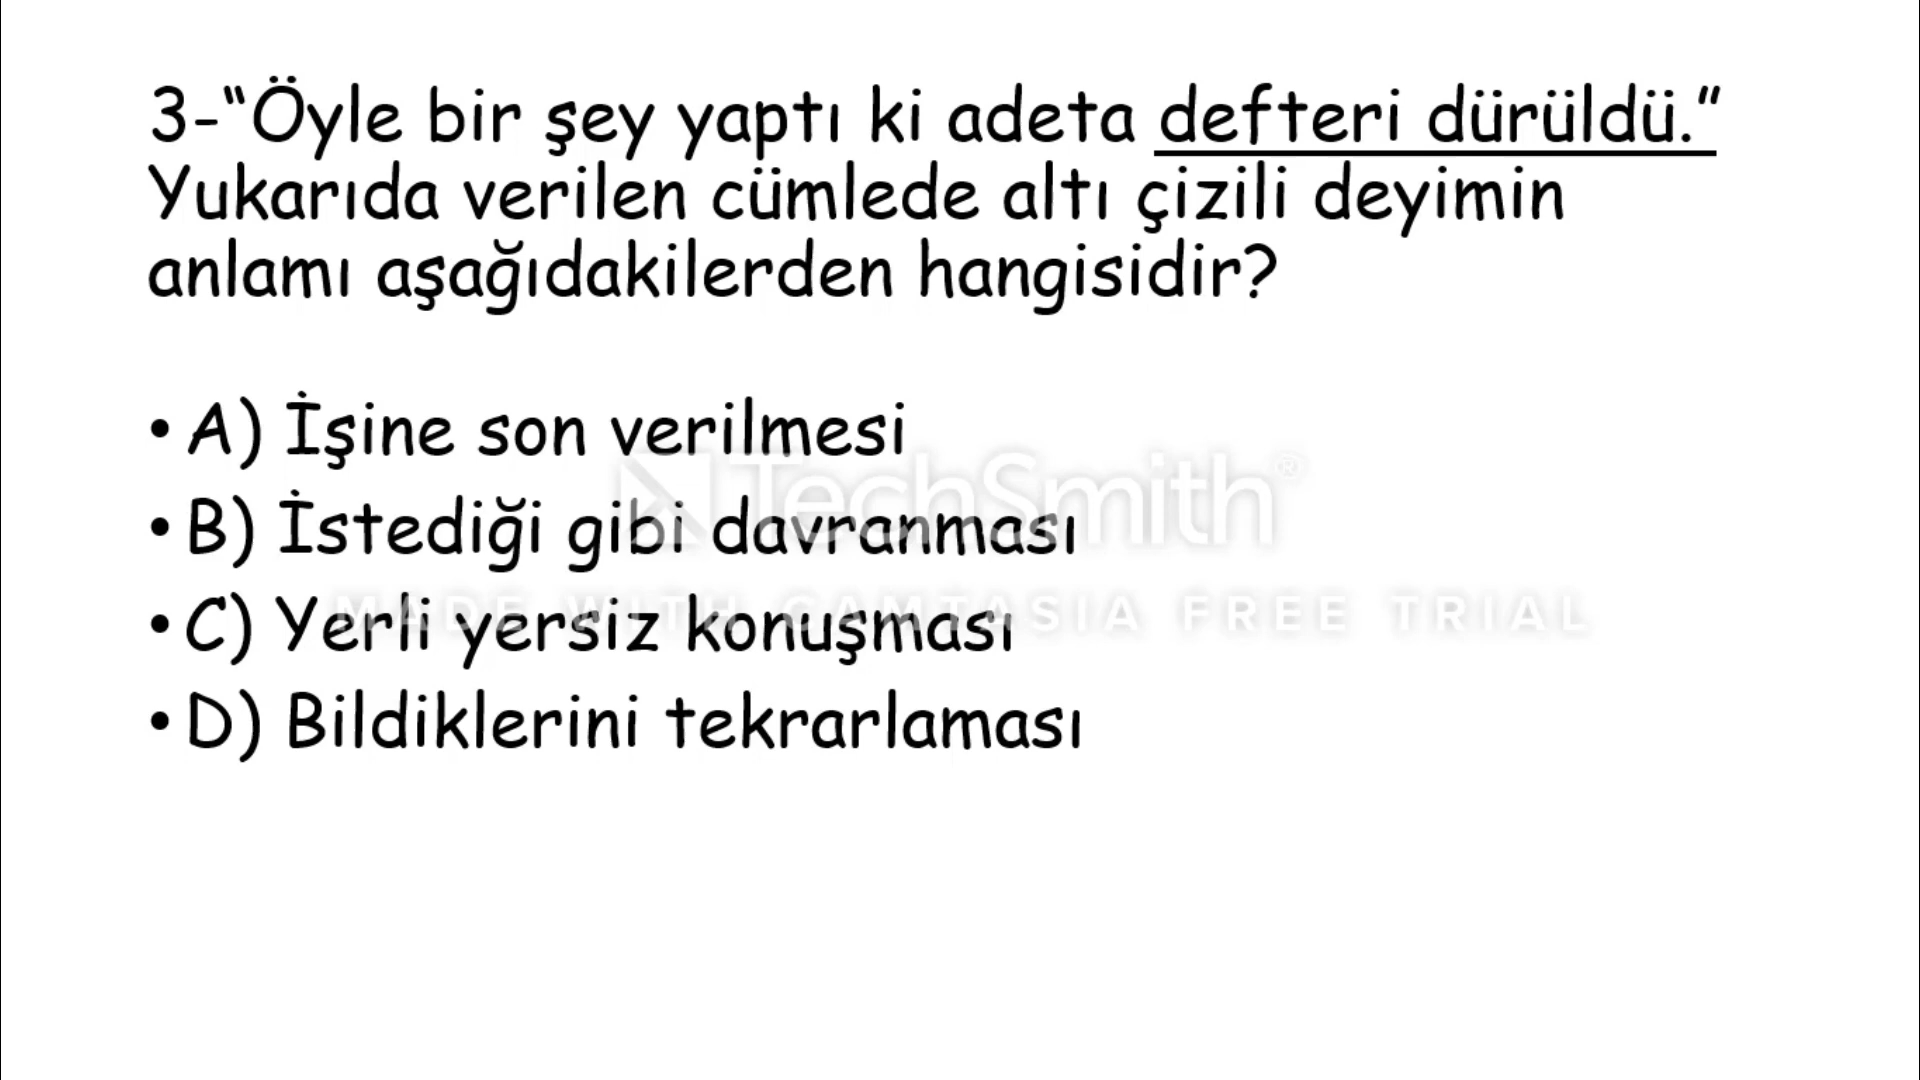 3-“Öyle bir şey yaptı ki adeta defteri dürüldü.”
Yukarıda verilen cümlede altı çizili deyimin
anlamı aşağıdakilerden hangisidir?
• A) İşine son verilmesi
TechSmith®
• B) İstediği gibi davranması
MADE WITH CAMTASIA FREE TRIAL
• C) Yerli yersiz konuşması
• D) Bildiklerini tekrarlaması